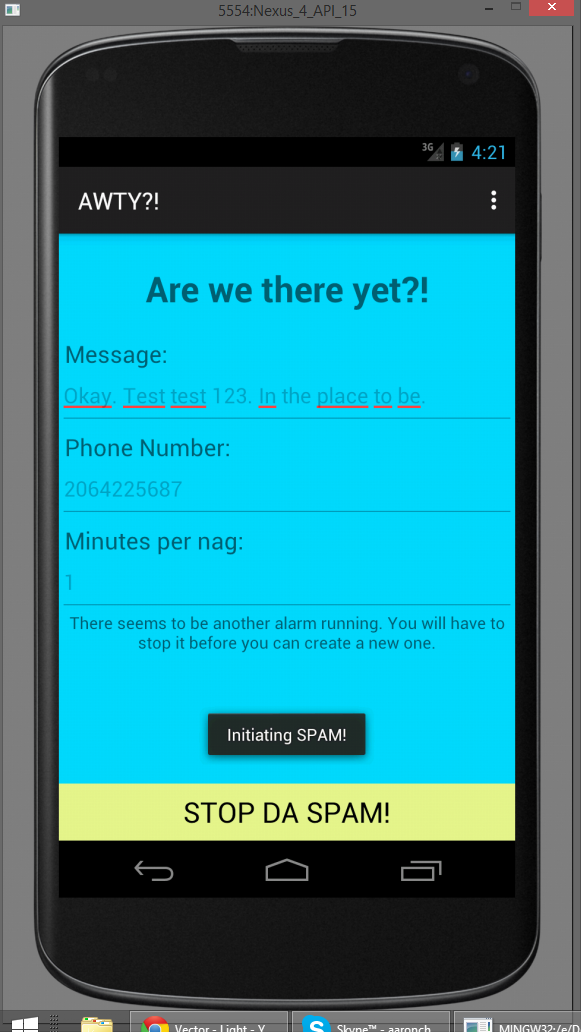 5554:Nexus_4_API_15
3G 4:21
AWTY?!
Are we there yet?!
Message:
Okay. Test test 123. In the place to be.
Phone Number:
2064225687
Minutes per nag:
1
There seems to be another alarm running. You will have to
stop it before you can create a new one.
Initiating SPAM!
STOP DA SPAM!
Vector - Light - Y Skype™ - aaronch MINGW32:/e/D